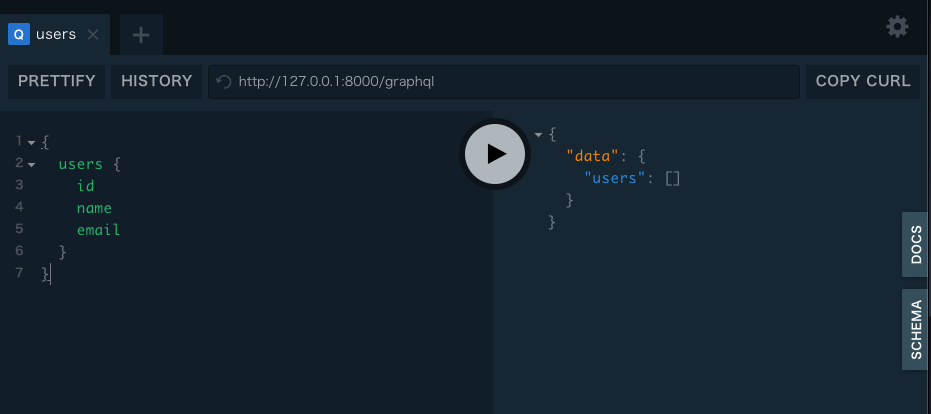 Q users
PRETTIFY HISTORY http://127.0.0.1:8000/graphql COPY CURL
1 {
2 users {
3 id
4 name
5 email
6 }
7 }
{
"data": {
"users": []
}
}
DOCS
SCHEMA